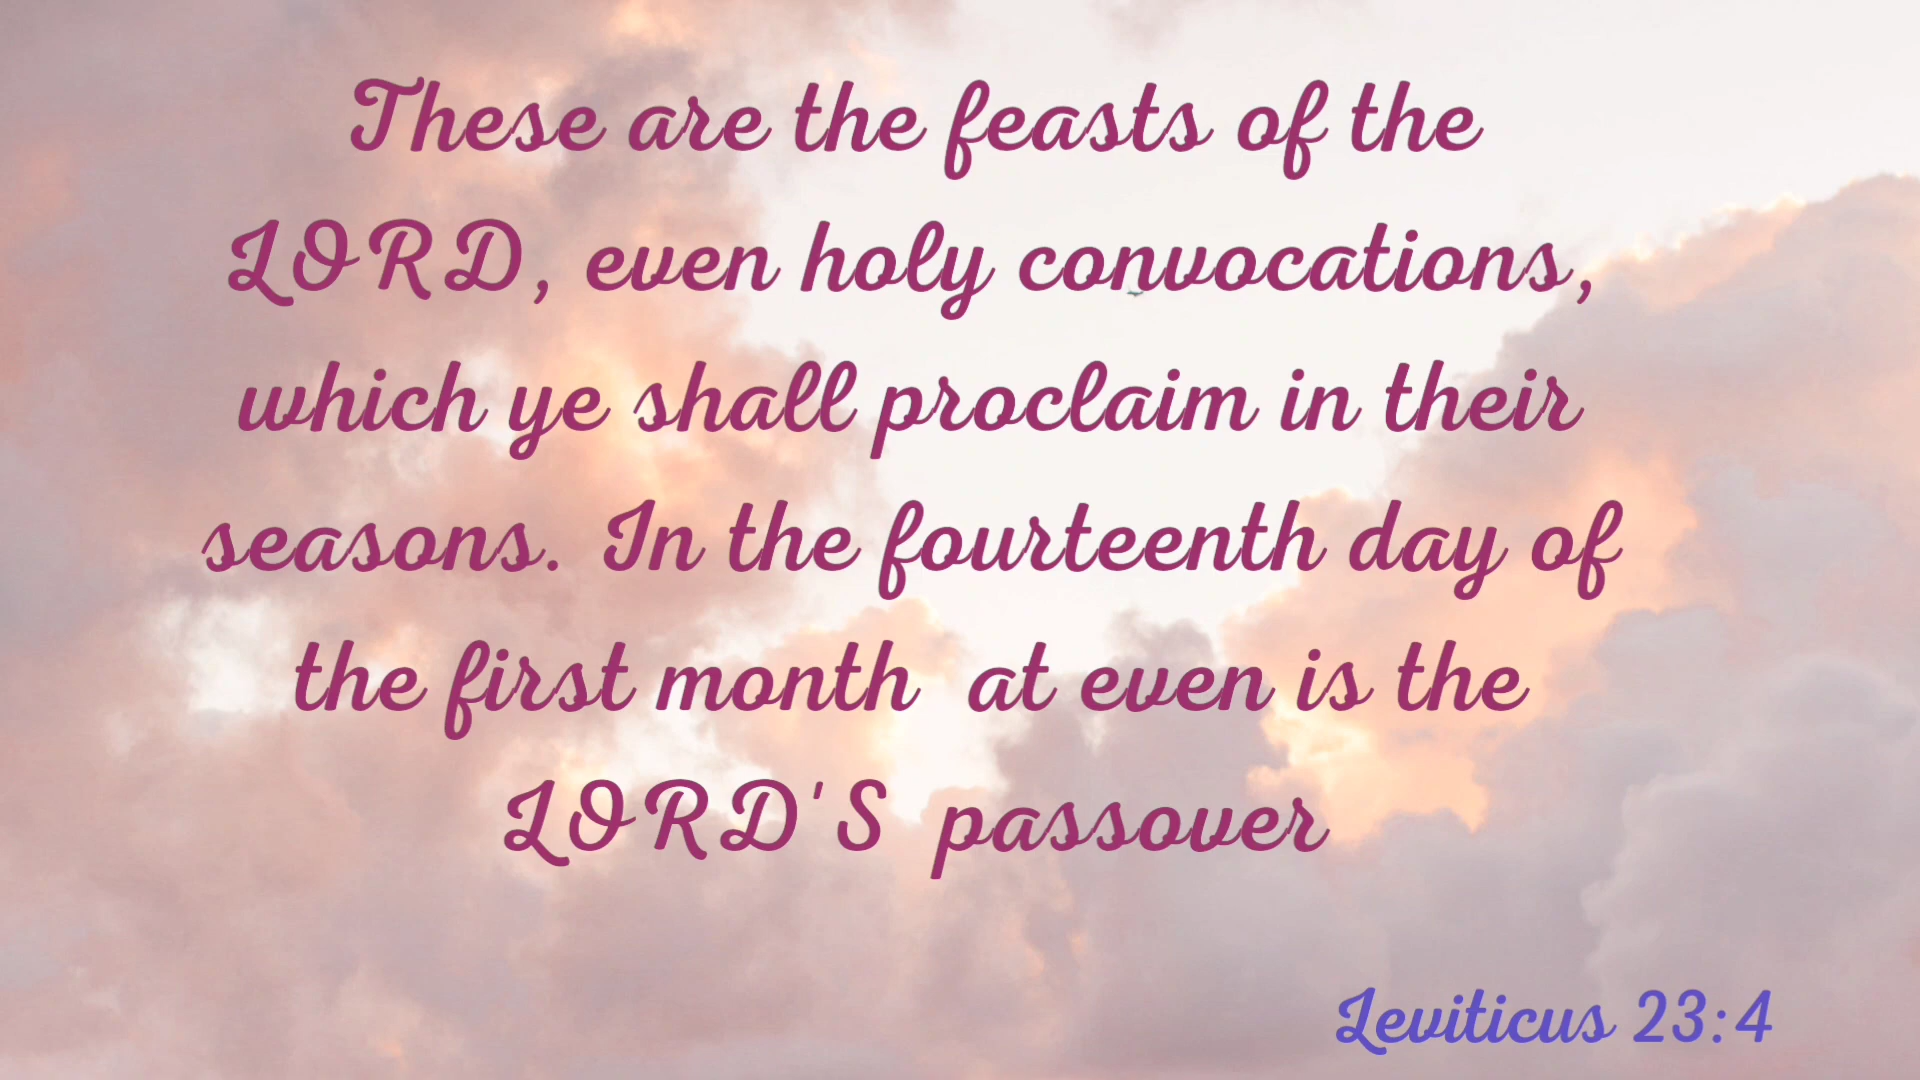 These are the feasts of the
LORD, even holy convocations,
which ye shall proclaim in their
seasons. In the fourteenth day of
the first month at even is the
LORD'S passover
Leviticus 23:4